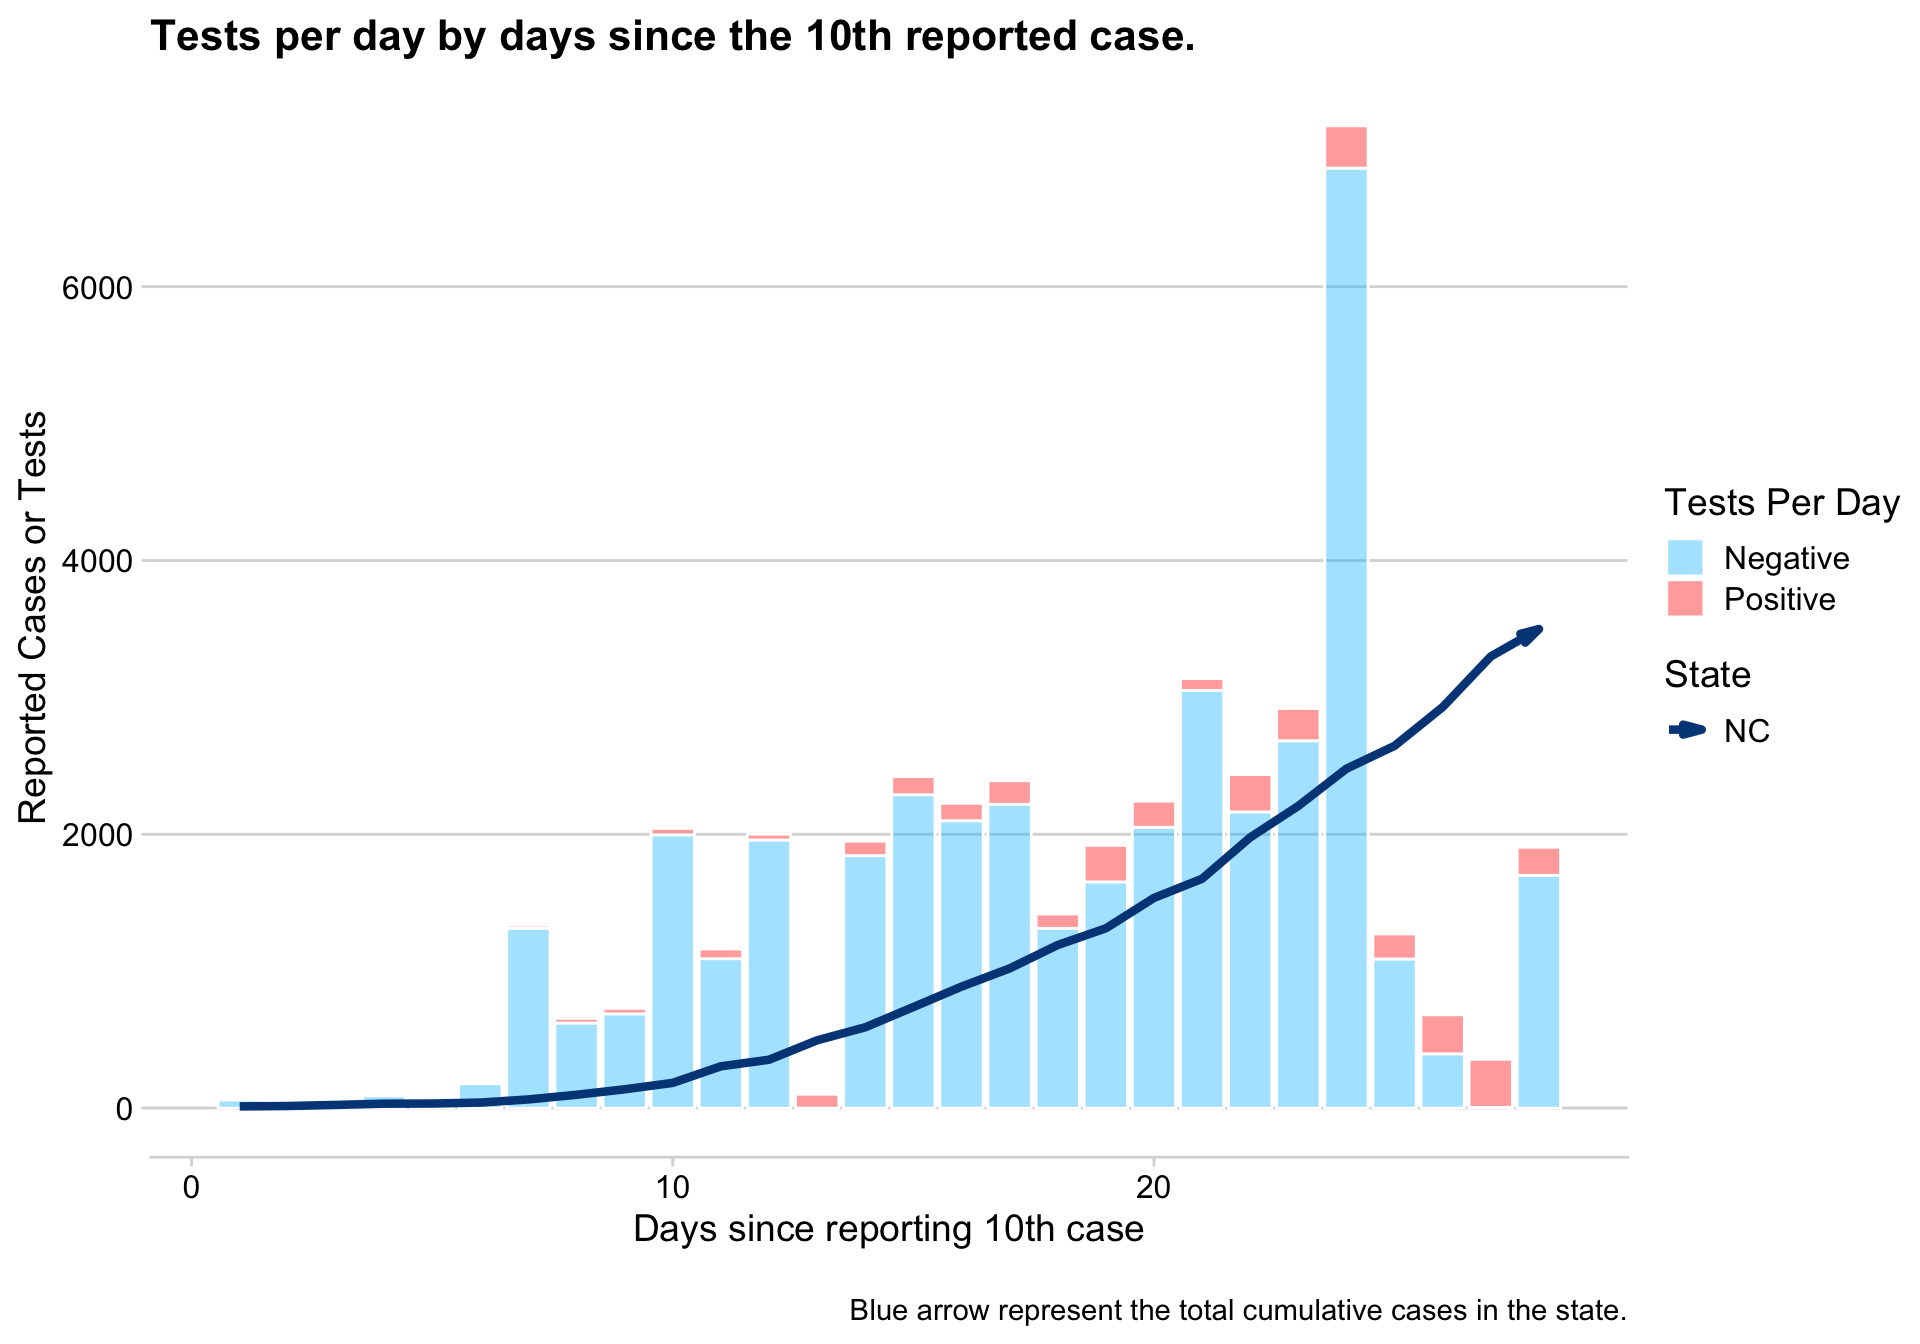 Tests per day by days since the 10th reported case.
Reported Cases or Tests
6000
4000
2000
0
0 10 20
Days since reporting 10th case
Tests Per Day
Negative
Positive
State
NC
Blue arrow represent the total cumulative cases in the state.